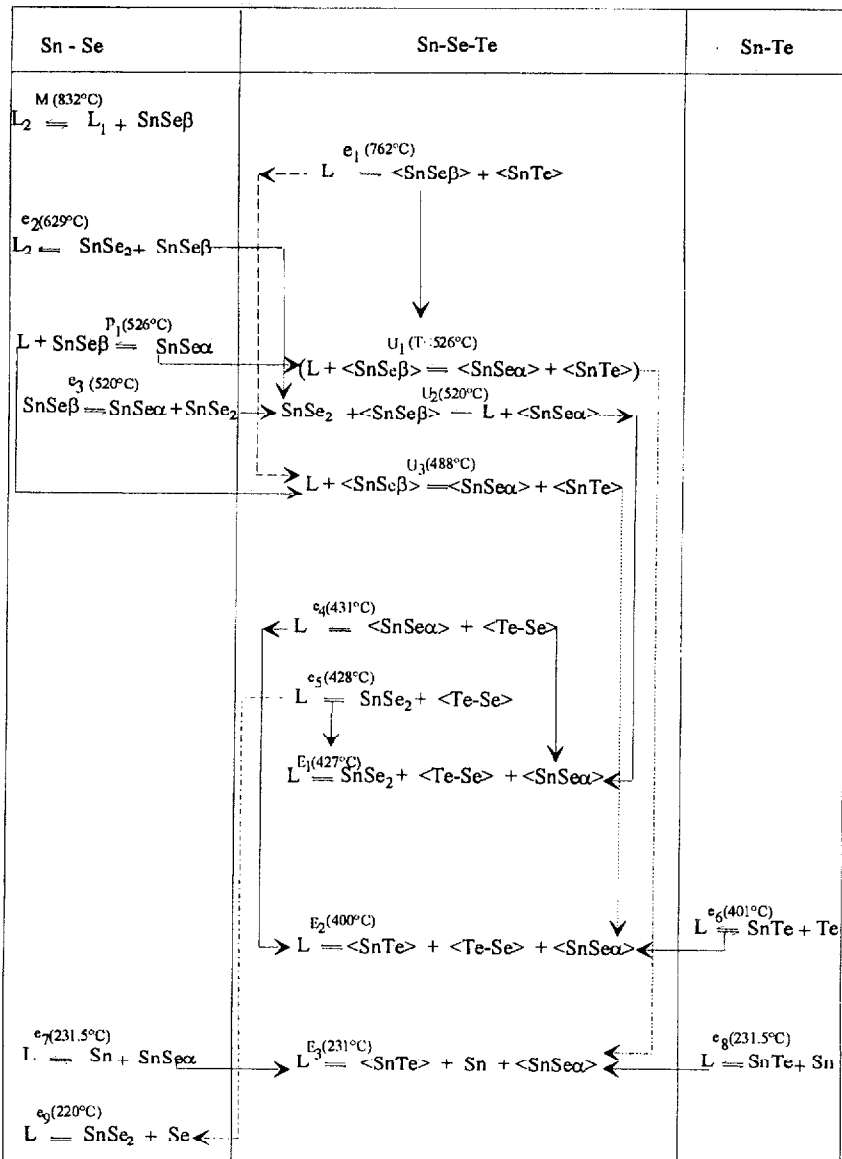 Sn - Se Sn-Se-Te Sn-Te
M (832°C)
L₂ ⇌ L₁ + SnSeβ
e₁ (762°C)
L — <SnSeβ> + <SnTe>
e₂(629°C)
L₂ ⇌ SnSe₂ + SnSeβ
P₁(526°C)
L + SnSeβ ⇌ SnSeα
U₁ (T<526°C)
(L + <SnSeβ> ⇌ <SnSeα> + <SnTe>)
e₃ (520°C)
SnSeβ ⇌ SnSeα + SnSe₂
U₂(520°C)
SnSe₂ + <SnSeβ> — L + <SnSeα>
U₃(488°C)
L + <SnSeβ> ⇌ <SnSeα> + <SnTe>
e₄(431°C)
L = <SnSeα> + <Te-Se>
e₅(428°C)
L = SnSe₂ + <Te-Se>
E₁(427°C)
L ⇌ SnSe₂ + <Te-Se> + <SnSeα>
e₆(401°C)
L ⇌ SnTe + Te
E₂(400°C)
L = <SnTe> + <Te-Se> + <SnSeα>
e₇(231.5°C)
L = Sn + SnSeα
E₃(231°C)
L = <SnTe> + Sn + <SnSeα>
e₈(231.5°C)
L = SnTe + Sn
e₉(220°C)
L = SnSe₂ + Se